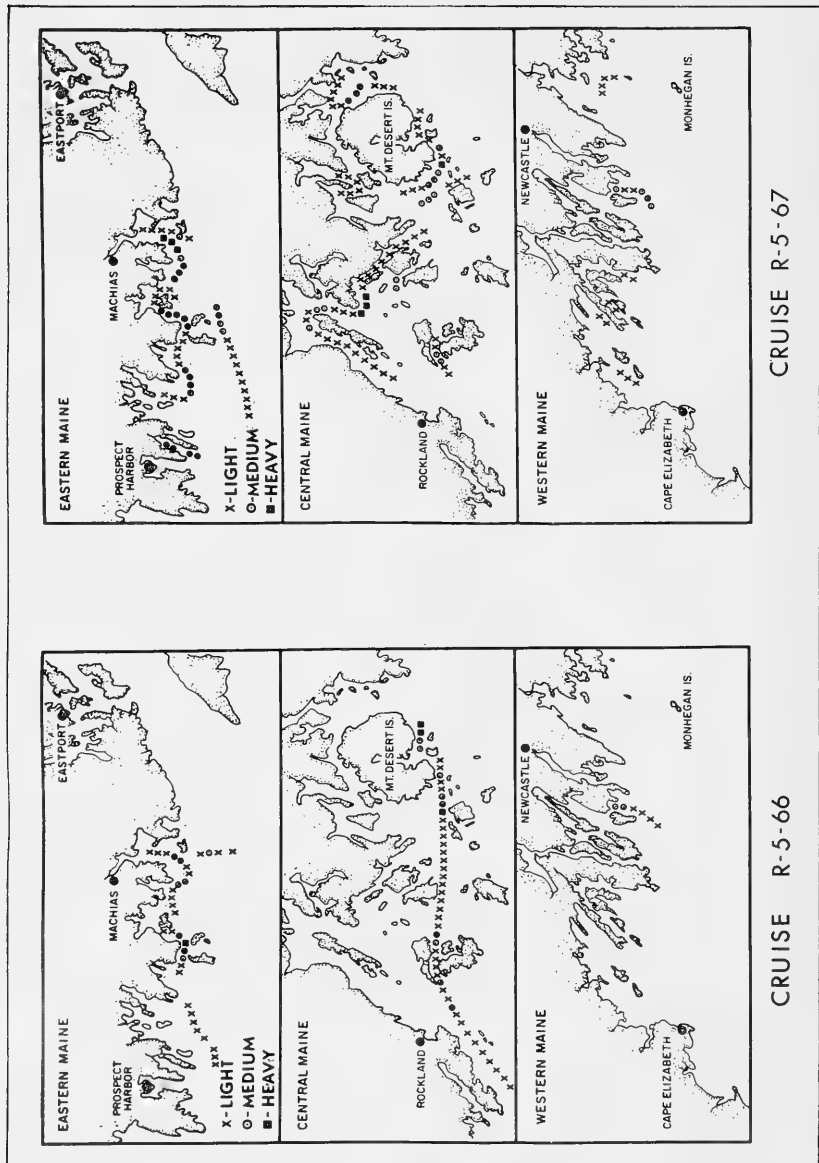 EASTERN MAINE
MACHIAS
EASTPORT
PROSPECT
HARBOR
X-LIGHT
⊙-MEDIUM
■-HEAVY
CENTRAL MAINE
MT. DESERT IS.
ROCKLAND
WESTERN MAINE
NEWCASTLE
CAPE ELIZABETH
MONHEGAN IS.
CRUISE R-5-66
EASTERN MAINE
MACHIAS
EASTPORT
PROSPECT
HARBOR
X-LIGHT
⊙-MEDIUM
■-HEAVY
CENTRAL MAINE
MT. DESERT IS.
ROCKLAND
WESTERN MAINE
NEWCASTLE
CAPE ELIZABETH
MONHEGAN IS.
CRUISE R-5-67